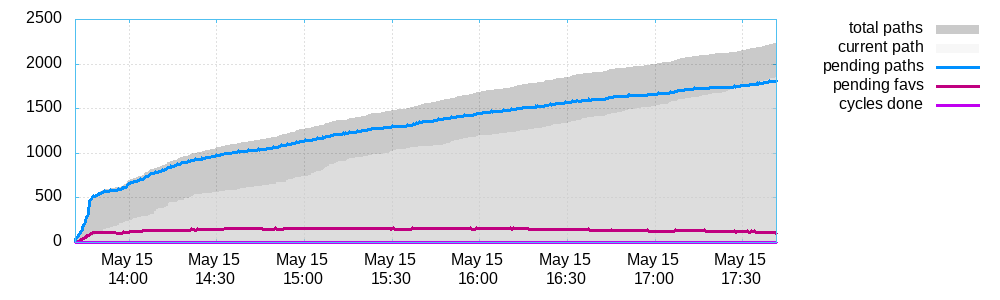 2500
2000
1500
1000
500
0
May 15
14:00
May 15
14:30
May 15
15:00
May 15
15:30
May 15
16:00
May 15
16:30
May 15
17:00
May 15
17:30
total paths
current path
pending paths
pending favs
cycles done